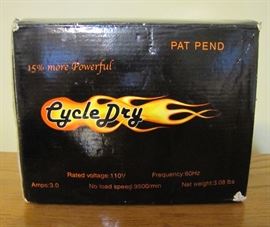 PAT PEND
15% more Powerful
Cycle Dry
Rated voltage:110V Frequency:60Hz
Amps:3.0 No load speed:3500/min Net weight:3.08 lbs